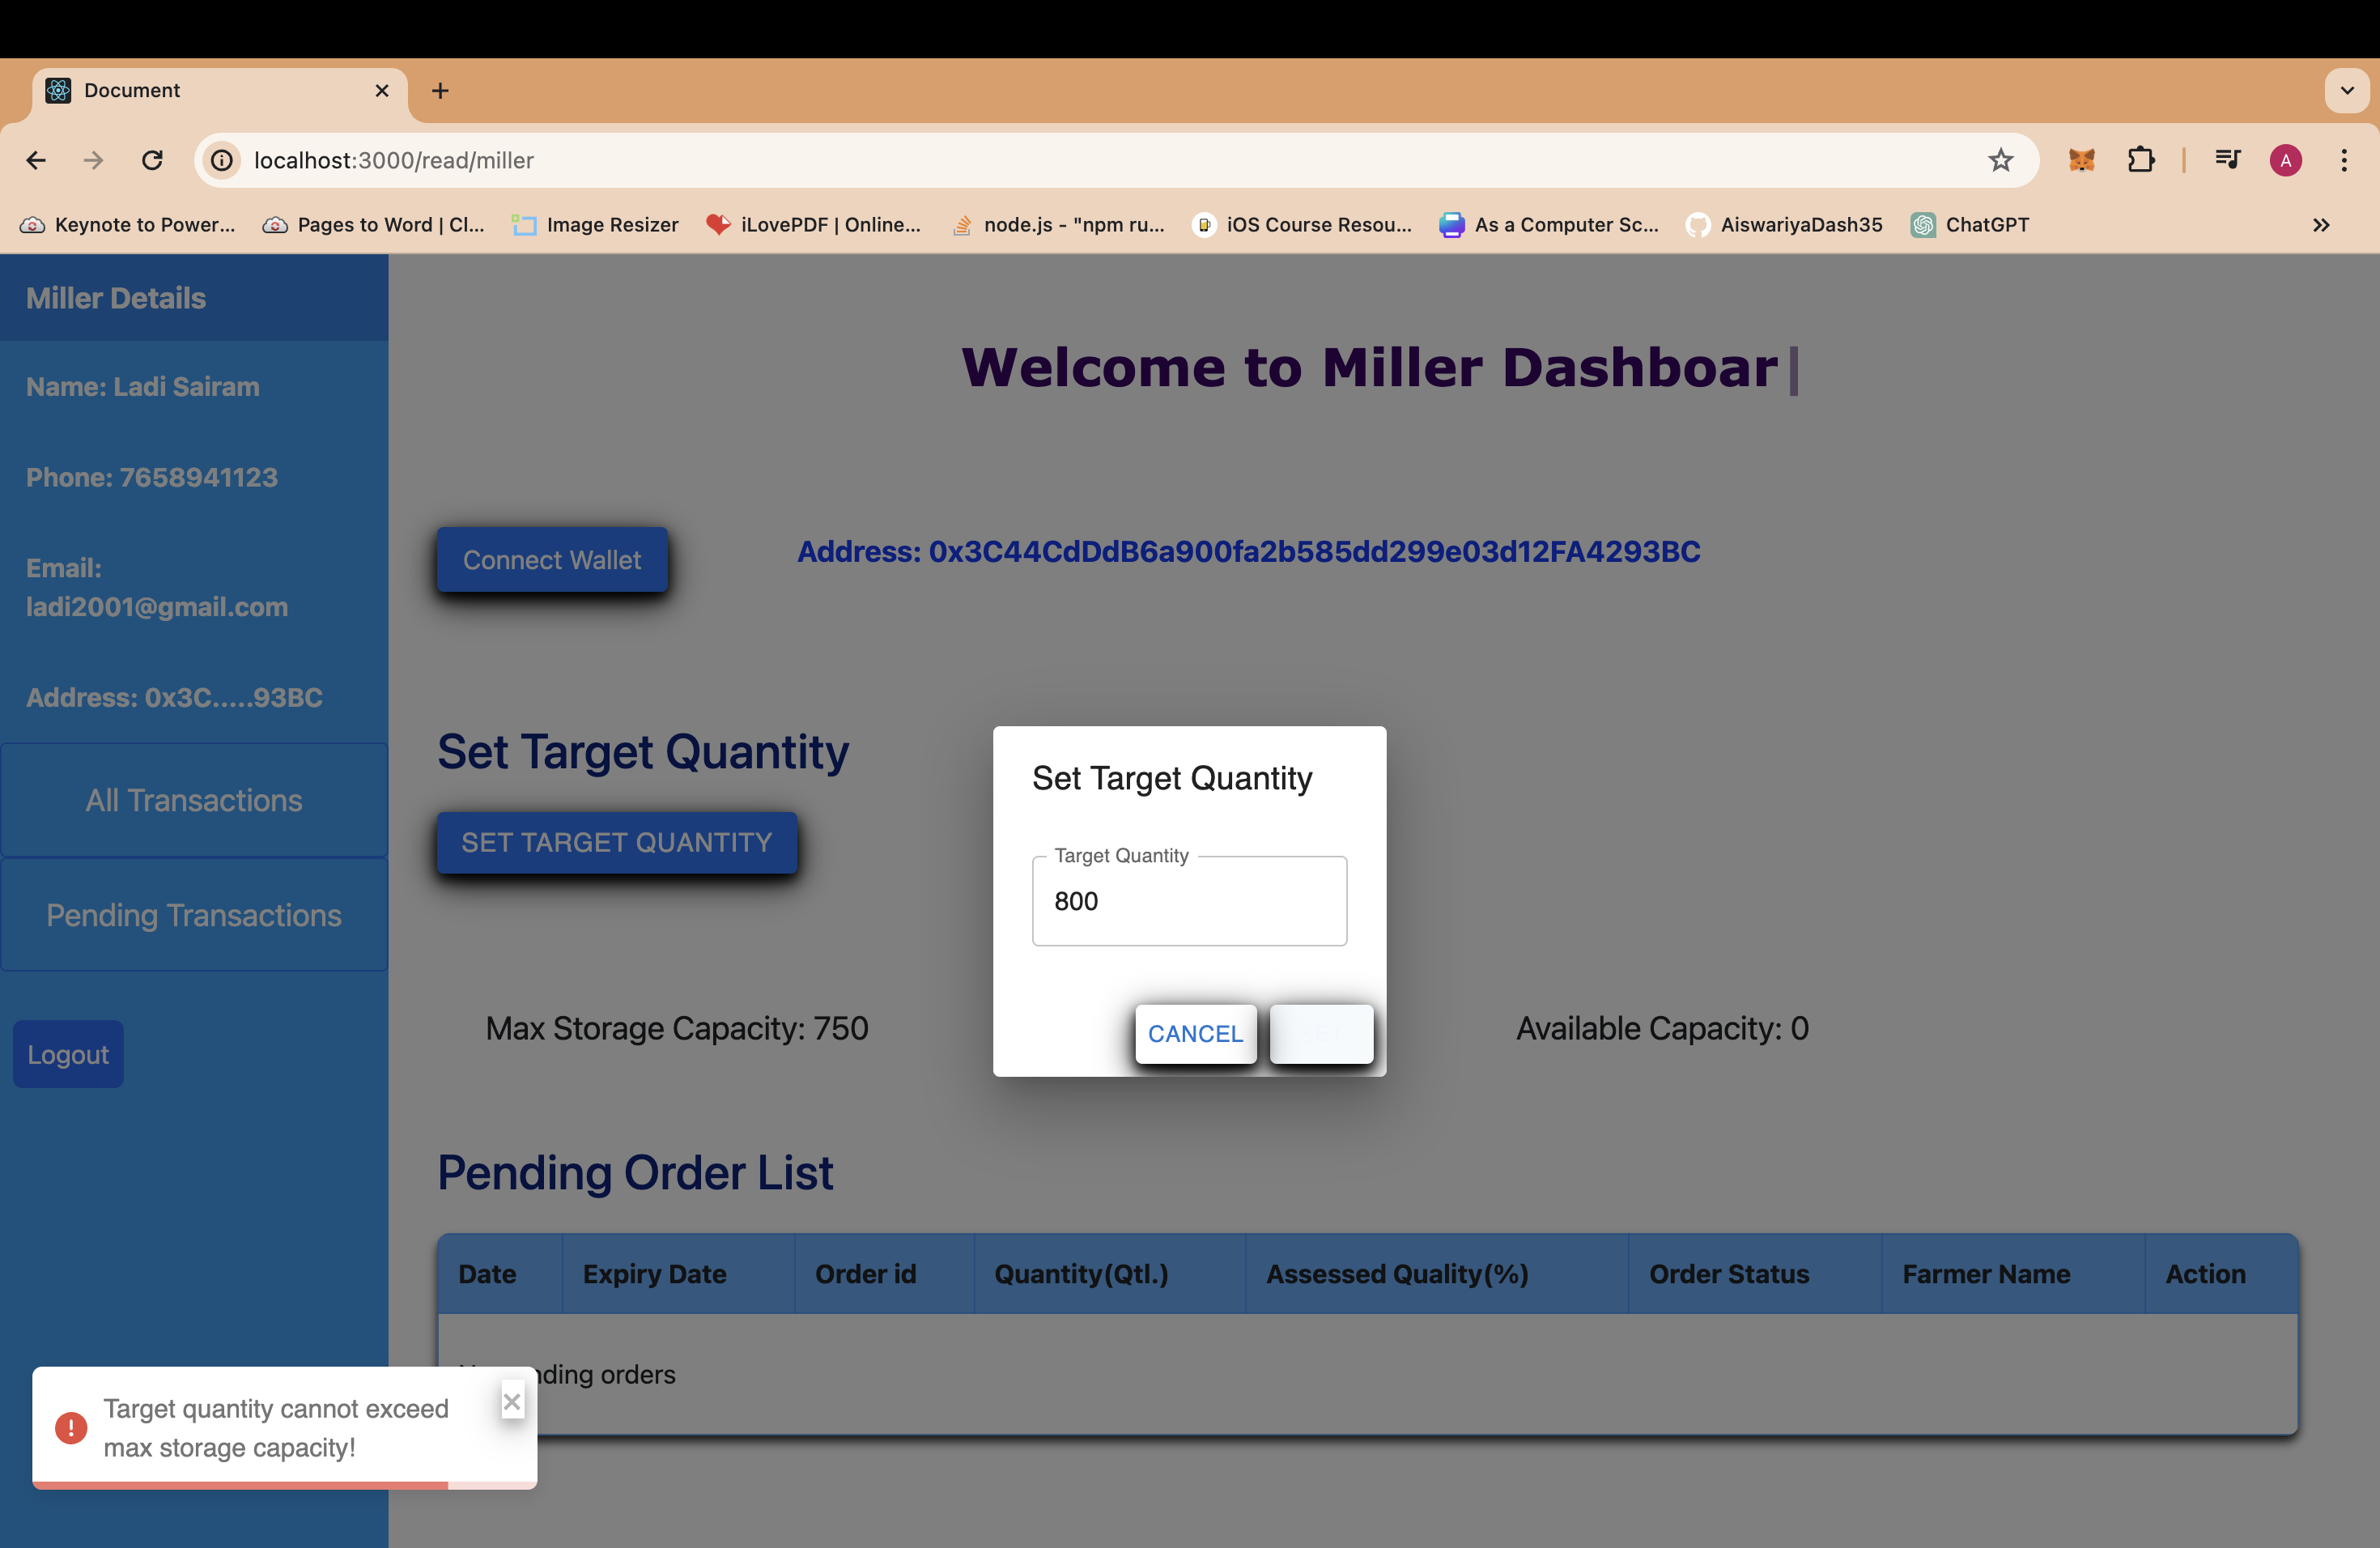 Document
localhost:3000/read/miller
A
Keynote to Power...
Pages to Word | Cl...
Image Resizer
iLovePDF | Online...
node.js - "npm ru...
iOS Course Resou...
As a Computer Sc...
AiswariyaDash35
ChatGPT
Miller Details
Name: Ladi Sairam
Phone: 7658941123
Email:
ladi2001@gmail.com
Address: 0x3C.....93BC
All Transactions
Pending Transactions
Logout
Welcome to Miller Dashboar
Connect Wallet
Address: 0x3C44CdDdB6a900fa2b585dd299e03d12FA4293BC
Set Target Quantity
SET TARGET QUANTITY
Max Storage Capacity: 750
Available Capacity: 0
Set Target Quantity
Target Quantity
800
CANCEL
Pending Order List
Date
Expiry Date
Order id
Quantity(Qtl.)
Assessed Quality(%)
Order Status
Farmer Name
Action
orders
Target quantity cannot exceed
max storage capacity!